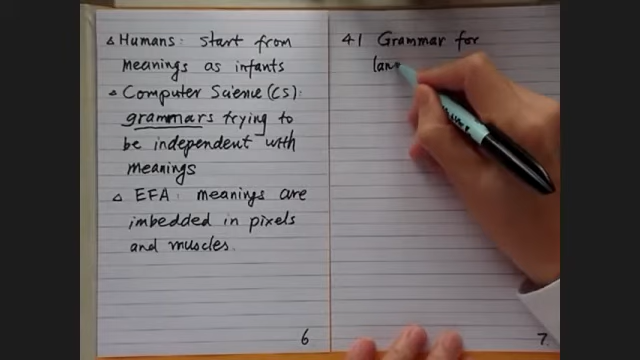 △ Humans: start from
meanings as infants
△ Computer Science (CS):
grammars trying to
be independent with
meanings
△ EFA: meanings are
imbedded in pixels
and muscles.
6
41 Grammar for
lan
7